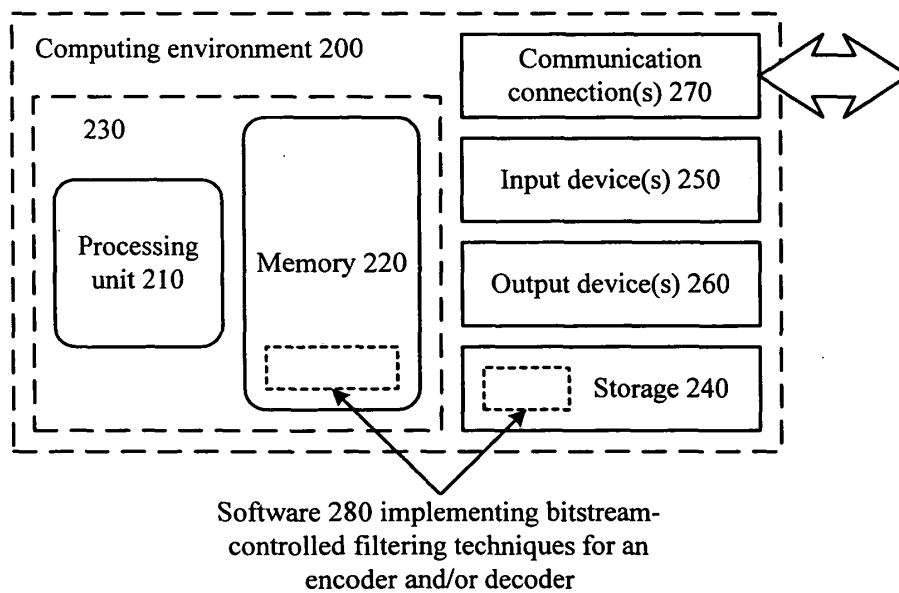 Computing environment 200
230
Processing
unit 210
Memory 220
Communication
connection(s) 270
Input device(s) 250
Output device(s) 260
Storage 240
Software 280 implementing bitstream-
controlled filtering techniques for an
encoder and/or decoder